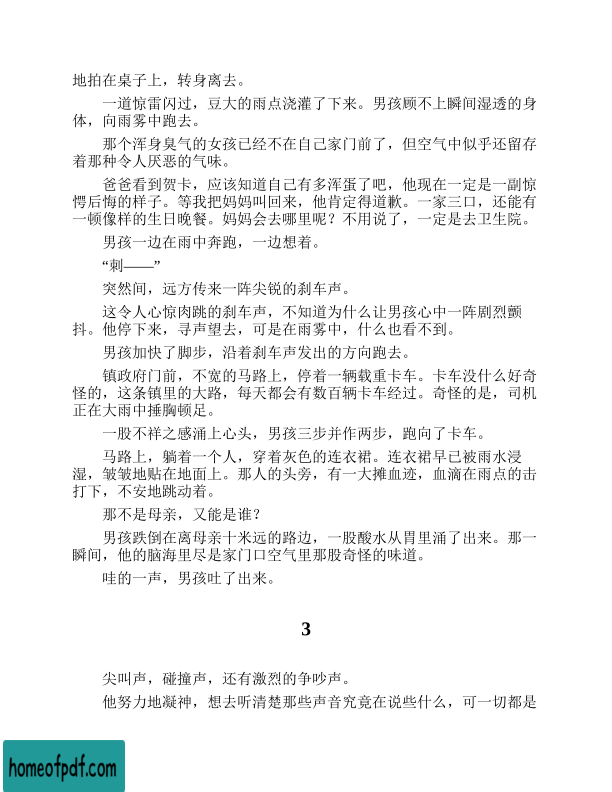 地拍在桌子上，转身离去。
一道惊雷闪过，豆大的雨点浇灌了下来。男孩顾不上瞬间湿透的身
体，向雨雾中跑去。
那个浑身臭气的女孩已经不在自己家门前了，但空气中似乎还留存
着那种令人厌恶的气味。
爸爸看到贺卡，应该知道自己有多浑蛋了吧，他现在一定是一副惊
愕后悔的样子。等我把妈妈叫回来，他肯定得道歉。一家三口，还能有
一顿像样的生日晚餐。妈妈会去哪里呢？不用说了，一定是去卫生院。
男孩一边在雨中奔跑，一边想着。
“刺——”
突然间，远方传来一阵尖锐的刹车声。
这令人心惊肉跳的刹车声，不知道为什么让男孩心中一阵剧烈颤
抖。他停下来，寻声望去，可是在雨雾中，什么也看不到。
男孩加快了脚步，沿着刹车声发出的方向跑去。
镇政府门前，不宽的马路上，停着一辆载重卡车。卡车没什么好奇
怪的，这条镇里的大路，每天都会有数百辆卡车经过。奇怪的是，司机
正在大雨中捶胸顿足。
一股不祥之感涌上心头，男孩三步并作两步，跑向了卡车。
马路上，躺着一个人，穿着灰色的连衣裙。连衣裙早已被雨水浸
湿，皱皱地贴在地面上。那人的头旁，有一大摊血迹，血滴在雨点的击
打下，不安地跳动着。
那不是母亲，又能是谁？
男孩跌倒在离母亲十米远的路边，一股酸水从胃里涌了出来。那一
瞬间，他的脑海里尽是家门口空气里那股奇怪的味道。
哇的一声，男孩吐了出来。
3
尖叫声，碰撞声，还有激烈的争吵声。
他努力地凝神，想去听清楚那些声音究竟在说些什么，可一切都是
homeofpdf.com